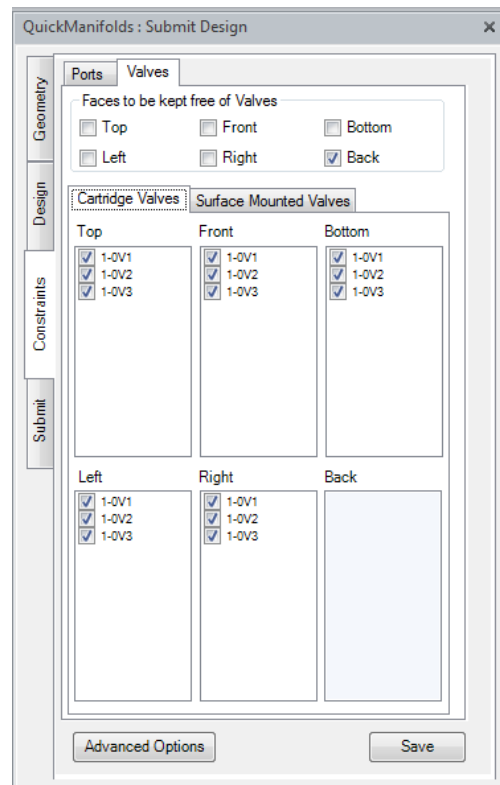 QuickManifolds : Submit Design
Geometry
Design
Constraints
Submit
Ports Valves
Faces to be kept free of Valves
Top Front Bottom
Left Right Back
Cartridge Valves Surface Mounted Valves
Top Front Bottom
1-0V1 1-0V1 1-0V1
1-0V2 1-0V2 1-0V2
1-0V3 1-0V3 1-0V3
Left Right Back
1-0V1 1-0V1
1-0V2 1-0V2
1-0V3 1-0V3
Advanced Options Save